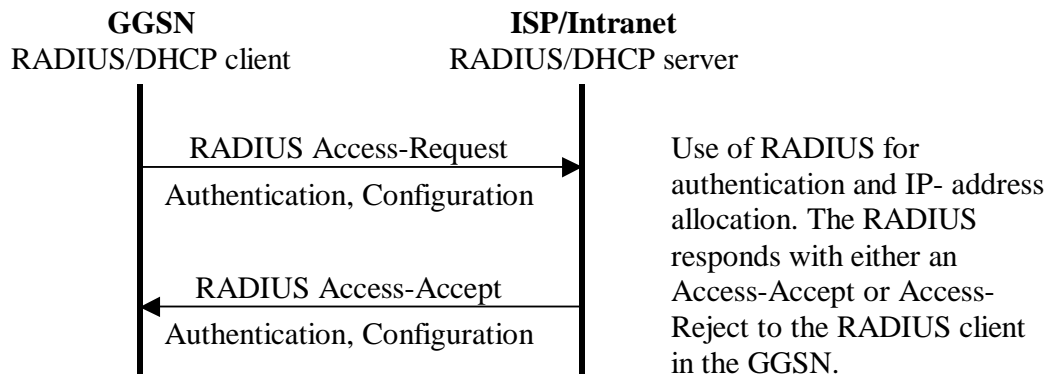 GGSN
RADIUS/DHCP client
ISP/Intranet
RADIUS/DHCP server
RADIUS Access-Request
Authentication, Configuration
RADIUS Access-Accept
Authentication, Configuration
Use of RADIUS for
authentication and IP- address
allocation. The RADIUS
responds with either an
Access-Accept or Access-
Reject to the RADIUS client
in the GGSN.